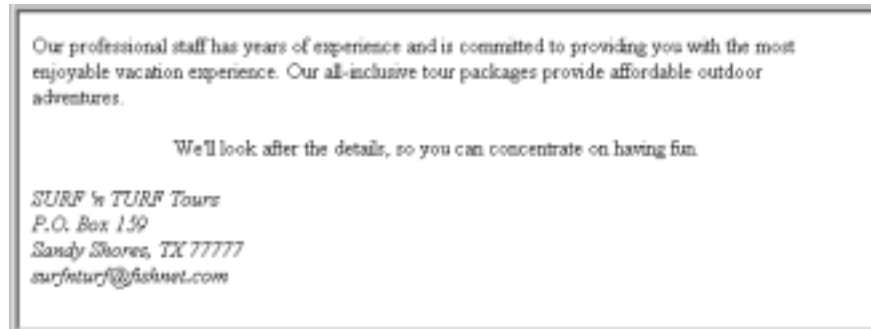 Our professional staff has years of experience and is committed to providing you with the most
enjoyable vacation experience. Our all-inclusive tour packages provide affordable outdoor
adventures.
We'll look after the details, so you can concentrate on having fun.
SURF 'n TURF Tours
P.O. Box 159
Sandy Shores, TX 77777
surfnturf@fishnet.com